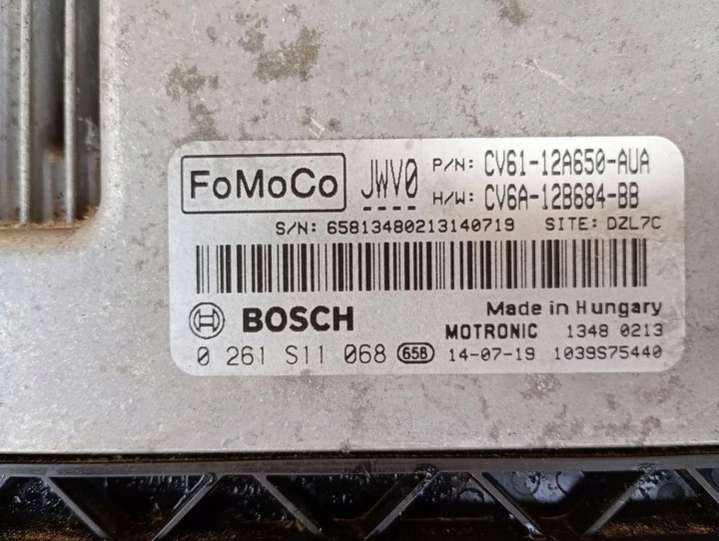 FoMoCo JWV0 P/N: CV61-12A650-AUA
H/W: CV6A-12B684-BB
S/N: 65813480213140719 SITE: DZL7C
BOSCH Made in Hungary
MOTRONIC 1348 0213
0 261 S11 068 658 14-07-19 1039S75440